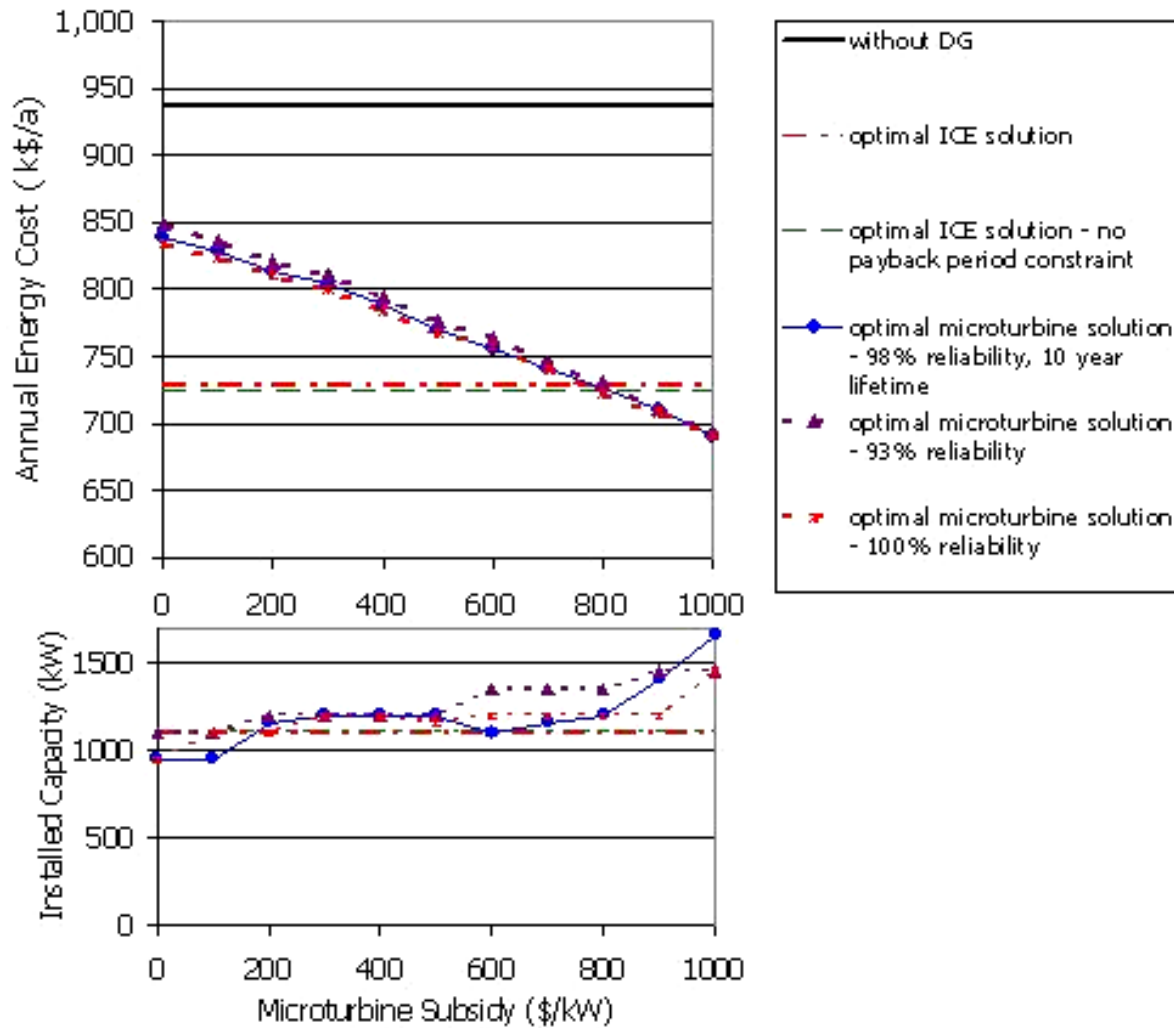 1,000
950
900
850
800
750
700
650
600
Annual Energy Cost ( k$/a)
0 200 400 600 800 1000
without DG
optimal ICE solution
optimal ICE solution - no
payback period constraint
optimal microturbine solution
- 98% reliability, 10 year
lifetime
optimal microturbine solution
- 93% reliability
optimal microturbine solution
- 100% reliability
1500
1000
500
0
Installed Capacity (kW)
0 200 400 600 800 1000
Microturbine Subsidy ($/kW)